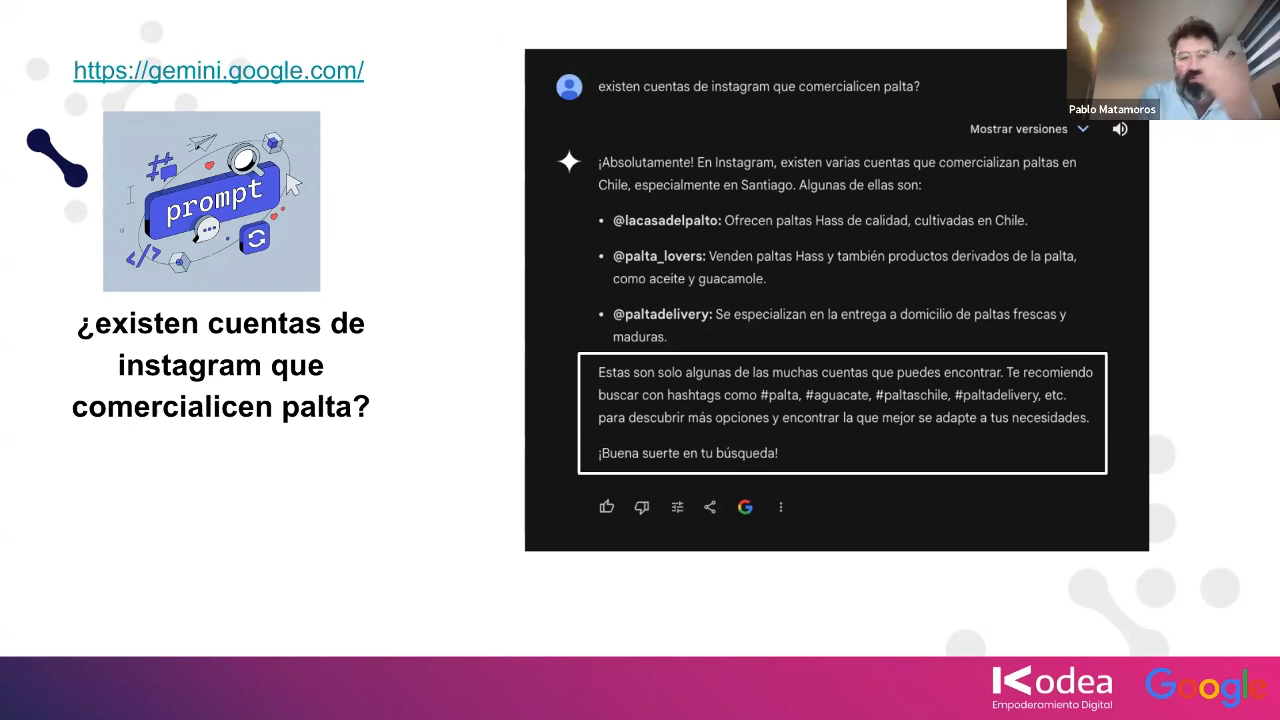 https://gemini.google.com/
prompt
¿existen cuentas de
instagram que
comercialicen palta?
existen cuentas de instagram que comercialicen palta?
Mostrar versiones
¡Absolutamente! En Instagram, existen varias cuentas que comercializan paltas en
Chile, especialmente en Santiago. Algunas de ellas son:
• @lacasadelpalto: Ofrecen paltas Hass de calidad, cultivadas en Chile.
• @palta_lovers: Venden paltas Hass y también productos derivados de la palta,
como aceite y guacamole.
• @paltadelivery: Se especializan en la entrega a domicilio de paltas frescas y
maduras.
Estas son solo algunas de las muchas cuentas que puedes encontrar. Te recomiendo
buscar con hashtags como #palta, #aguacate, #paltaschile, #paltadelivery, etc.
para descubrir más opciones y encontrar la que mejor se adapte a tus necesidades.
¡Buena suerte en tu búsqueda!
Pablo Matamoros
Kodea
Empoderamiento Digital
Google